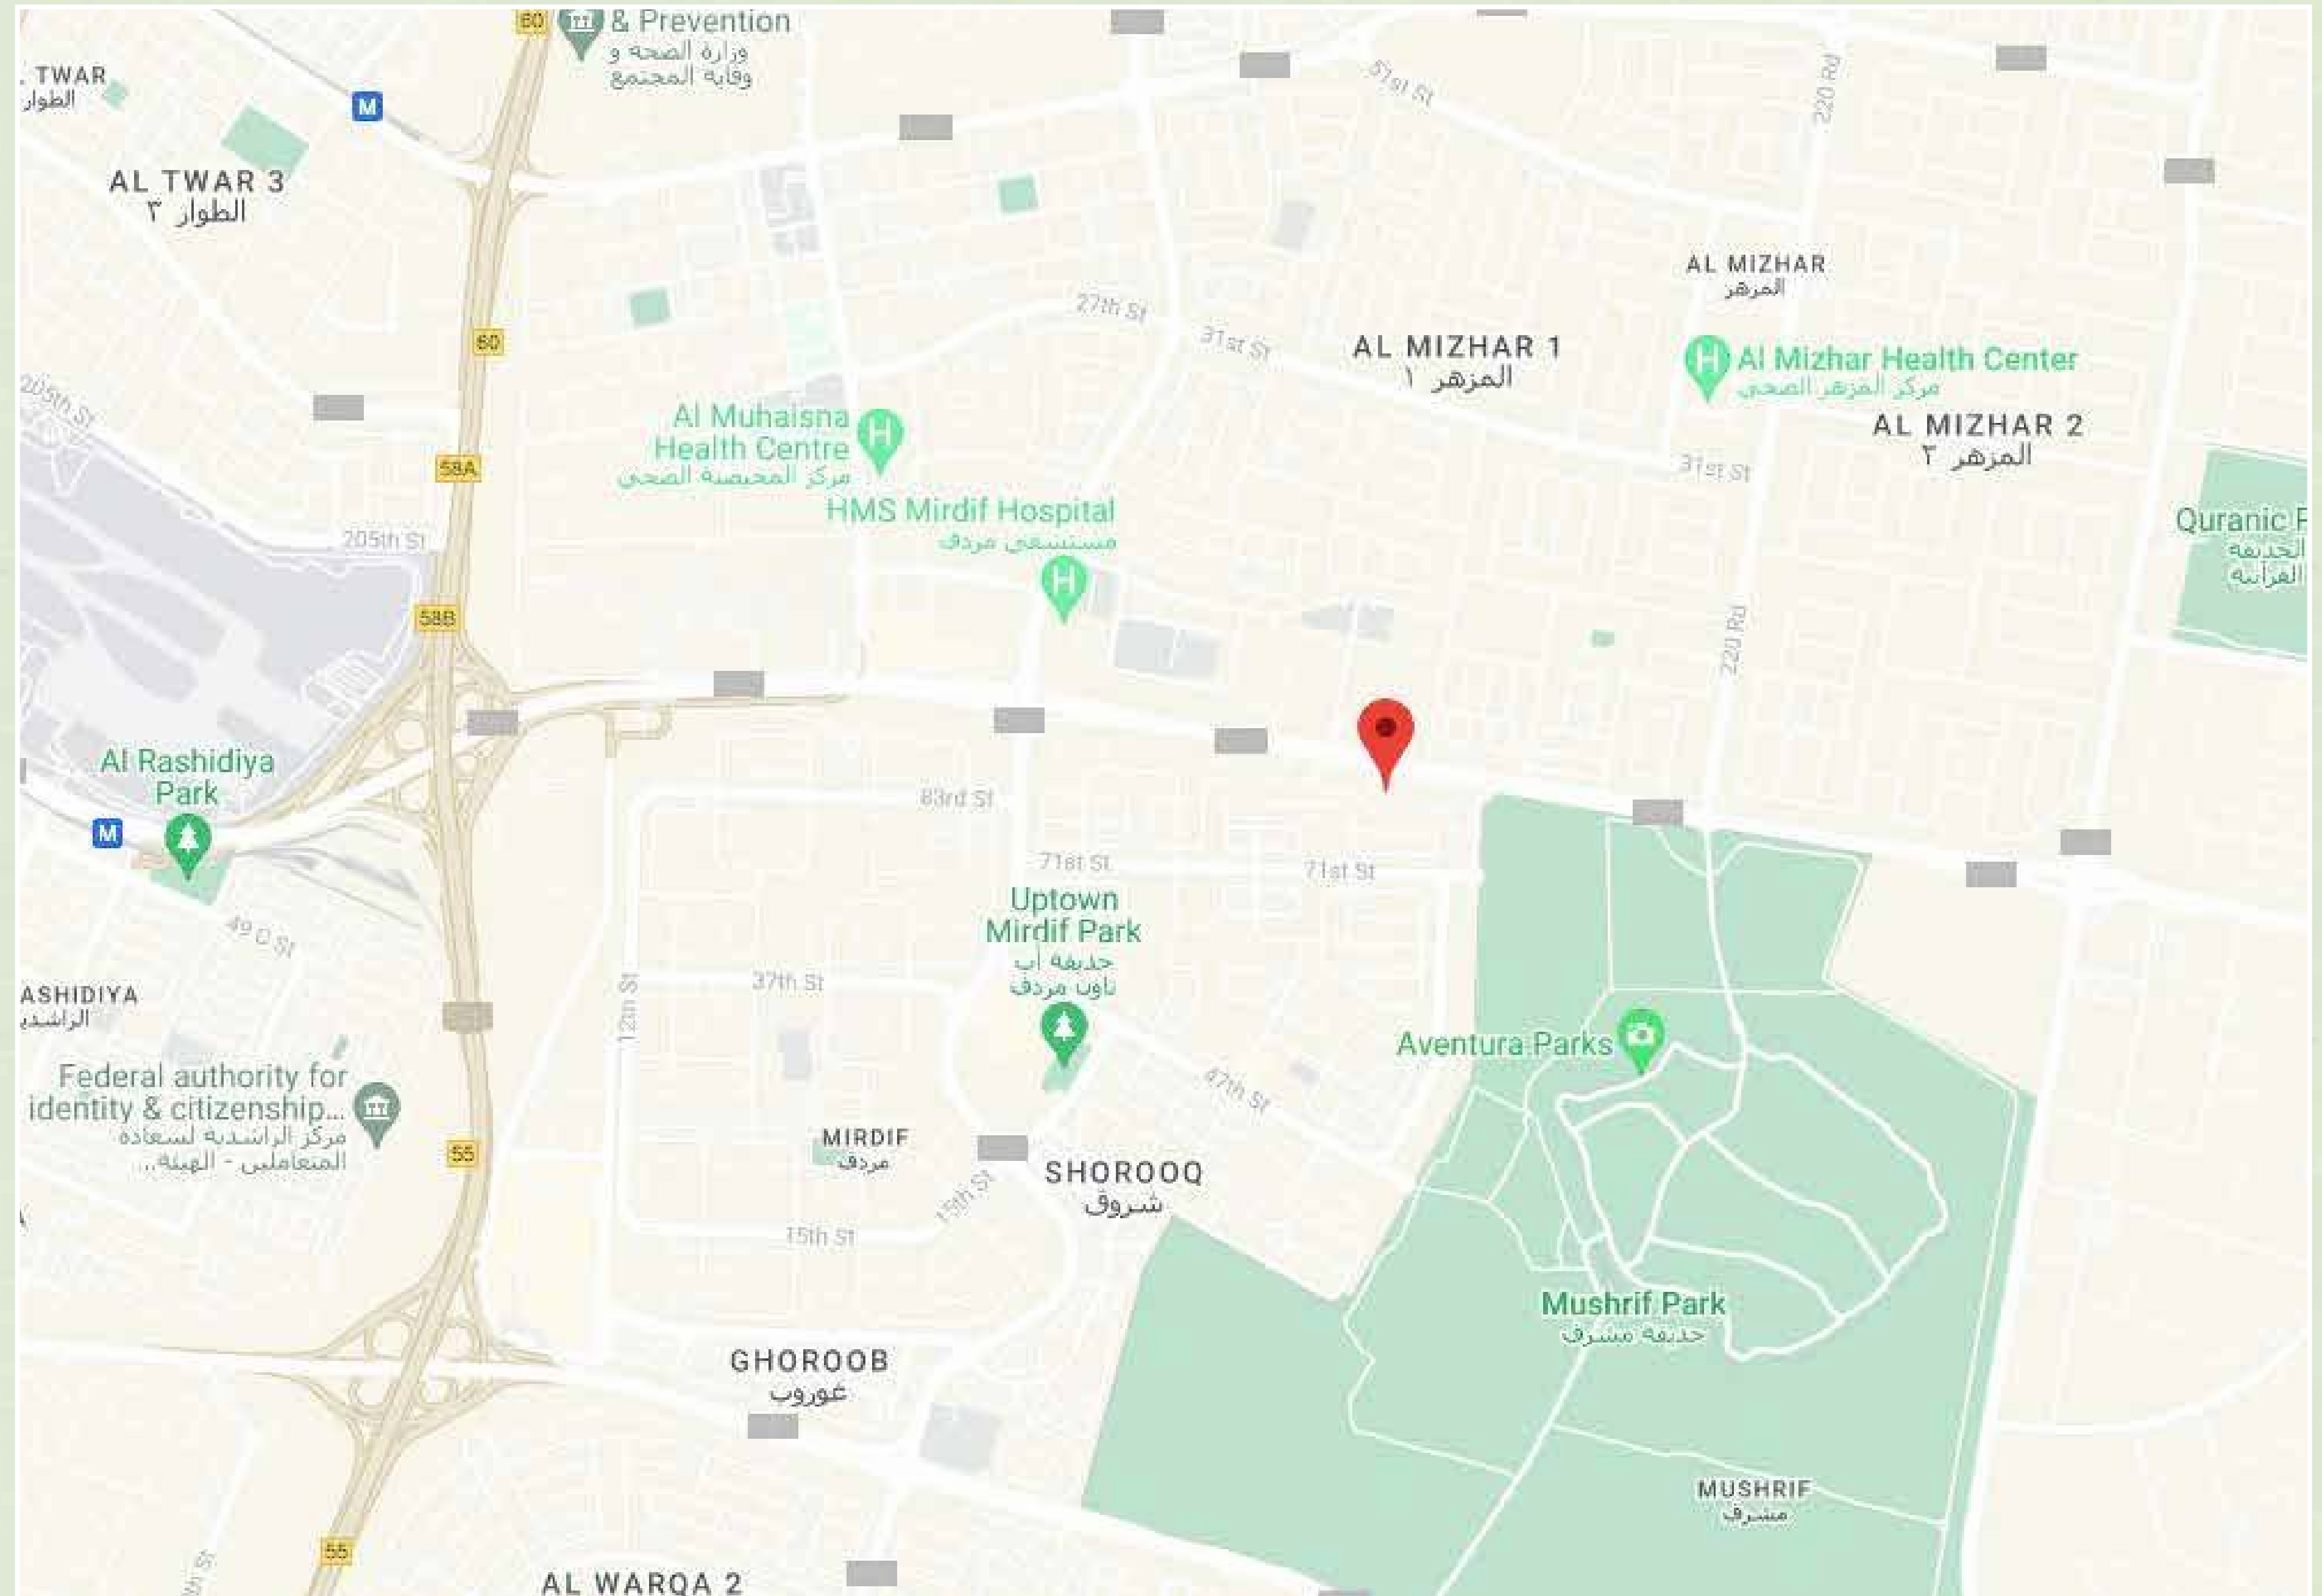 60
& Prevention
وزارة الصحة و
وقاية المجتمع
TWAR
الطوار
M
51st St
220 Rd
AL TWAR 3
الطوار ٣
AL MIZHAR
المزهر
27th St
31st St
60
AL MIZHAR 1
المزهر ١
Al Mizhar Health Center
مركز المزهر الصحي
205th St
Al Muhaisna
Health Centre
مركز المحيصنة الصحي
H
H
AL MIZHAR 2
المزهر ٢
58A
31st St
HMS Mirdif Hospital
مستشفى مردف
H
205th St
Quranic
الحديقة
القرآنية
58B
220 Rd
Al Rashidiya
Park
M
83rd St
71st St
71st St
Uptown
Mirdif Park
حديقة أب
تاون مردف
49 C St
37th St
12th St
ASHIDIYA
Aventura Parks
Federal authority for
identity & citizenship...
مركز الراشدية لسعادة
المتعاملين - الهيئة...
47th St
MIRDIF
مردف
55
SHOROOQ
شروق
15th St
15th St
Mushrif Park
حديقة مشرف
GHOROOB
غوروب
MUSHRIF
مشرف
55
AL WARQA 2